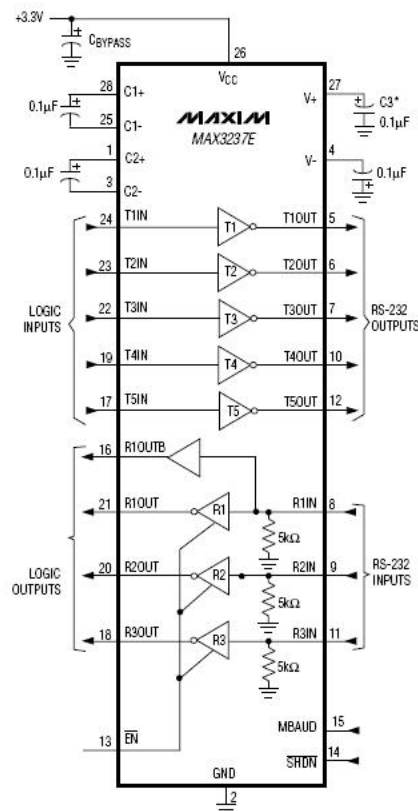 +3.3V
CBYPASS
26
VCC
28 C1+
0.1µF
25 C1-
1 C2+
0.1µF
3 C2-
MAXIM
MAX3237E
27
V+
C3*
0.1µF
4
V-
0.1µF
24 T1IN T1 T1OUT 5
23 T2IN T2 T2OUT 6
22 T3IN T3 T3OUT 7
LOGIC
INPUTS
RS-232
OUTPUTS
19 T4IN T4 T4OUT 10
17 T5IN T5 T5OUT 12
16 R1OUTB
21 R1OUT R1 R1IN 8
5kΩ
20 R2OUT R2 R2IN 9
LOGIC
OUTPUTS
RS-232
INPUTS
5kΩ
18 R3OUT R3 R3IN 11
5kΩ
MBAUD 15
13 EN
SHDN 14
GND
2